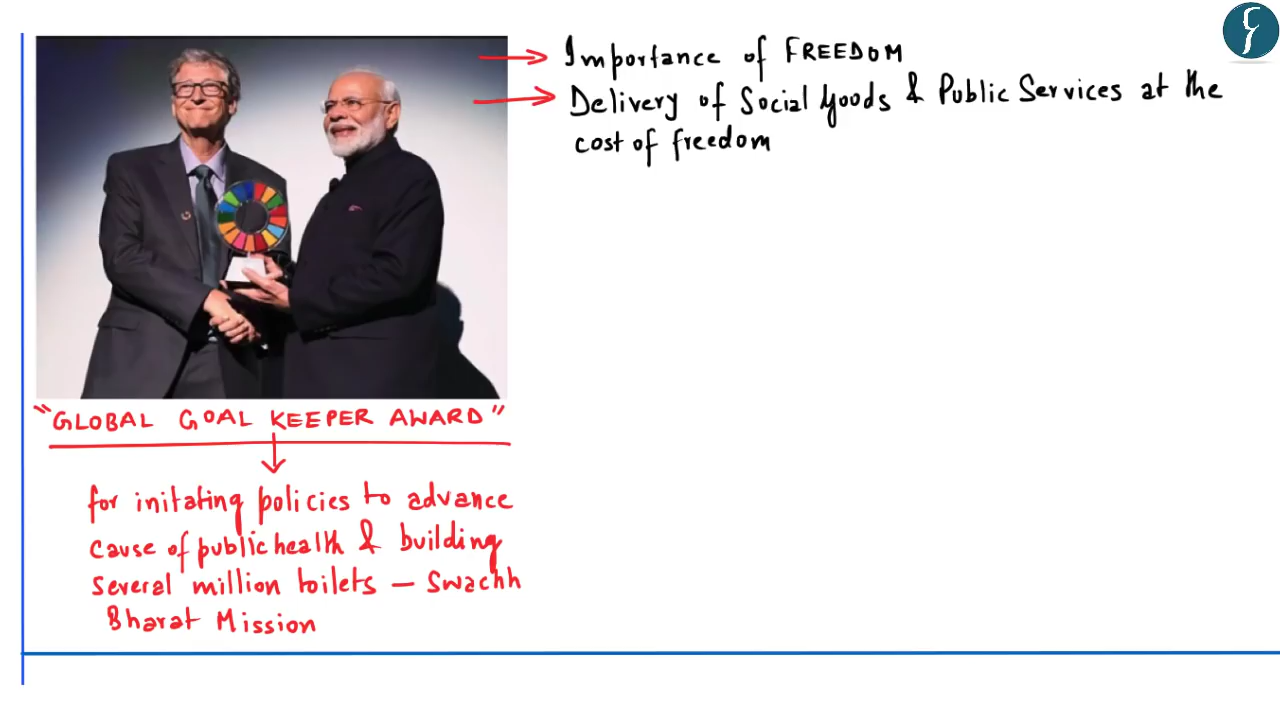 Importance of FREEDOM
Delivery of Social Goods & Public Services at the
cost of freedom
"GLOBAL GOAL KEEPER AWARD"
for initating policies to advance
cause of public health & building
several million toilets – Swachh
Bharat Mission